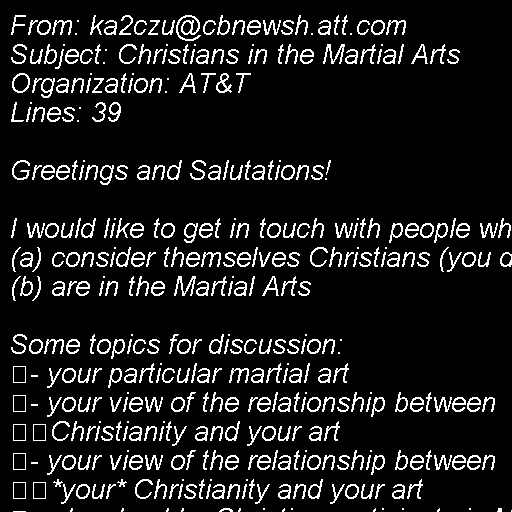 From: ka2czu@cbnewsh.att.com
Subject: Christians in the Martial Arts
Organization: AT&T
Lines: 39

Greetings and Salutations!

I would like to get in touch with people
(a) consider themselves Christians (you
(b) are in the Martial Arts

Some topics for discussion:
- your particular martial art
- your view of the relationship between
Christianity and your art
- your view of the relationship between
*your* Christianity and your art